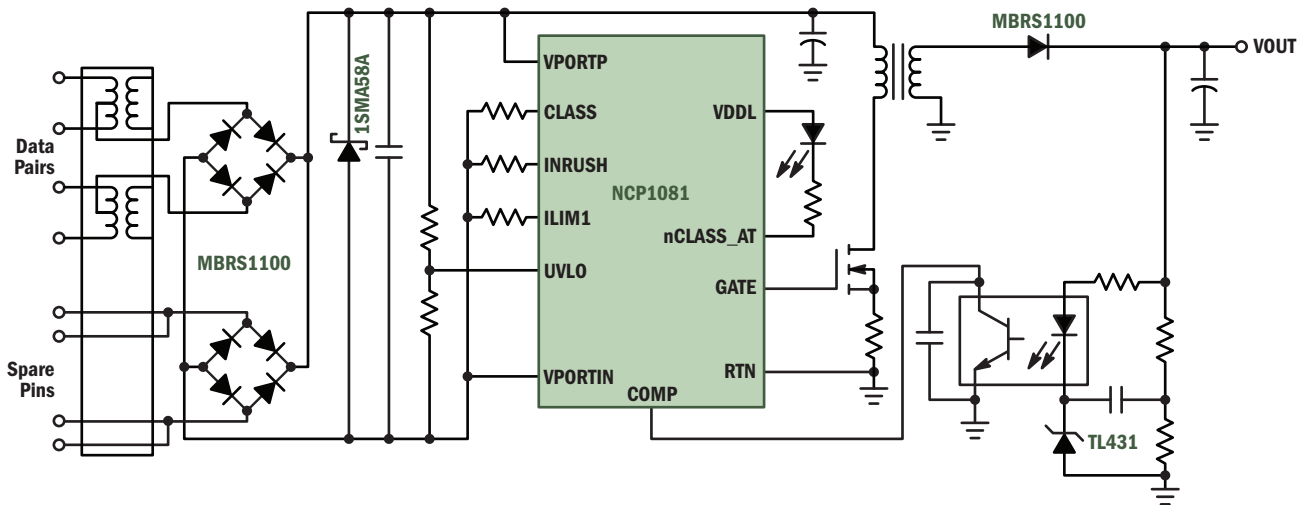 MBRS1100
VOUT
1SMA58A
VPORTP
CLASS
VDDL
Data
Pairs
INRUSH
NCP1081
ILIM1
nCLASS_AT
MBRS1100
UVLO
GATE
Spare
Pins
VPORTIN
RTN
COMP
TL431